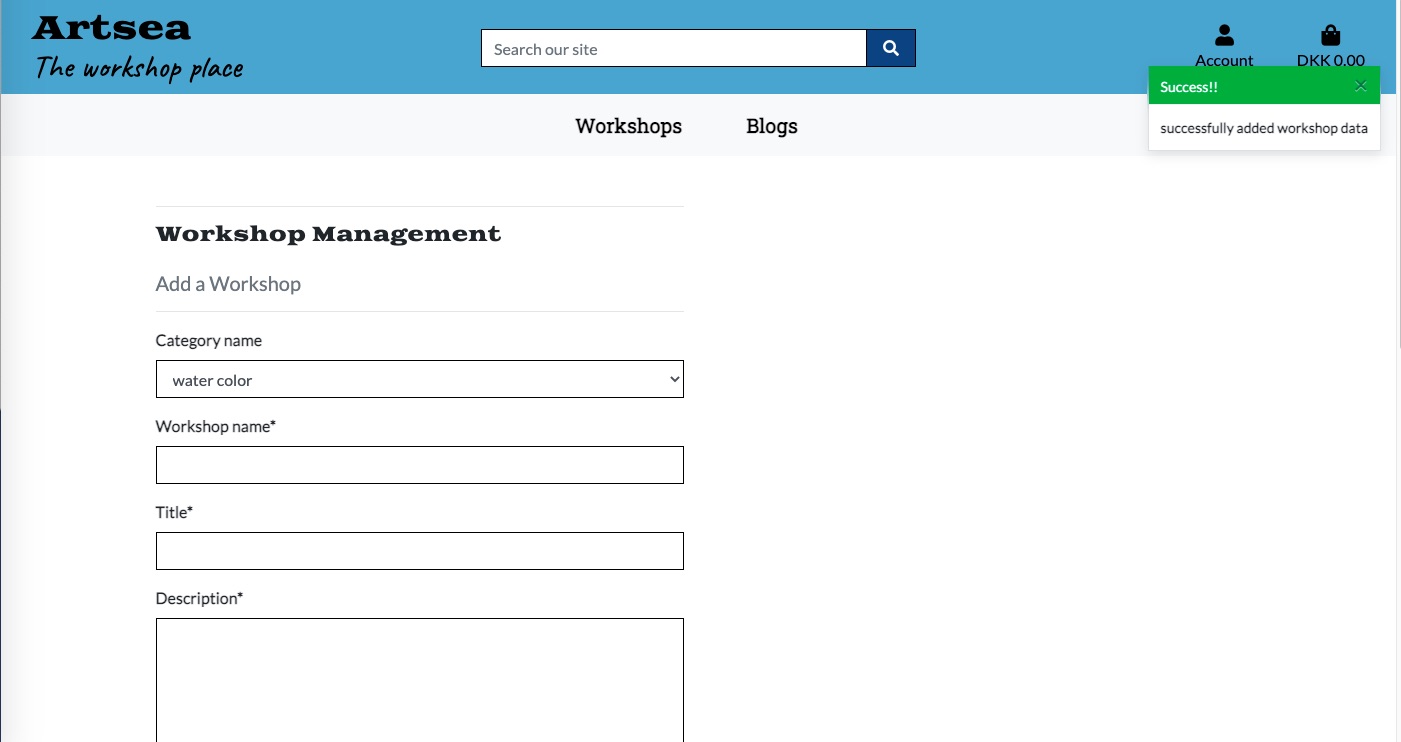 Artsea
The workshop place
Search our site
Account
DKK 0.00
Success!!
×
successfully added workshop data
Workshops
Blogs
Workshop Management
Add a Workshop
Category name
water color
Workshop name*
Title*
Description*